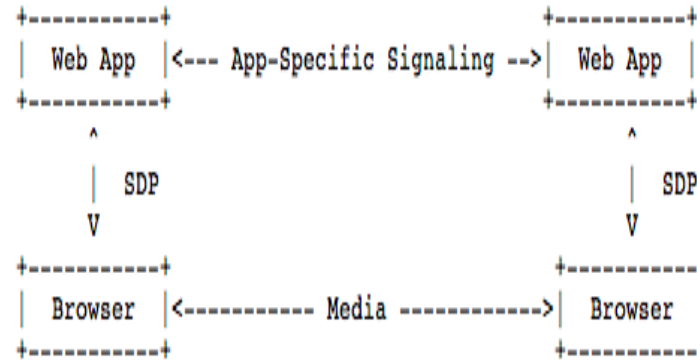 +-----------+ +-----------+
| Web App |<--- App-Specific Signaling -->| Web App |
+-----------+ +-----------+
^ ^
| SDP | SDP
V V
+-----------+ +-----------
| Browser |<----------- Media ------------>| Browser
+-----------+ +-----------